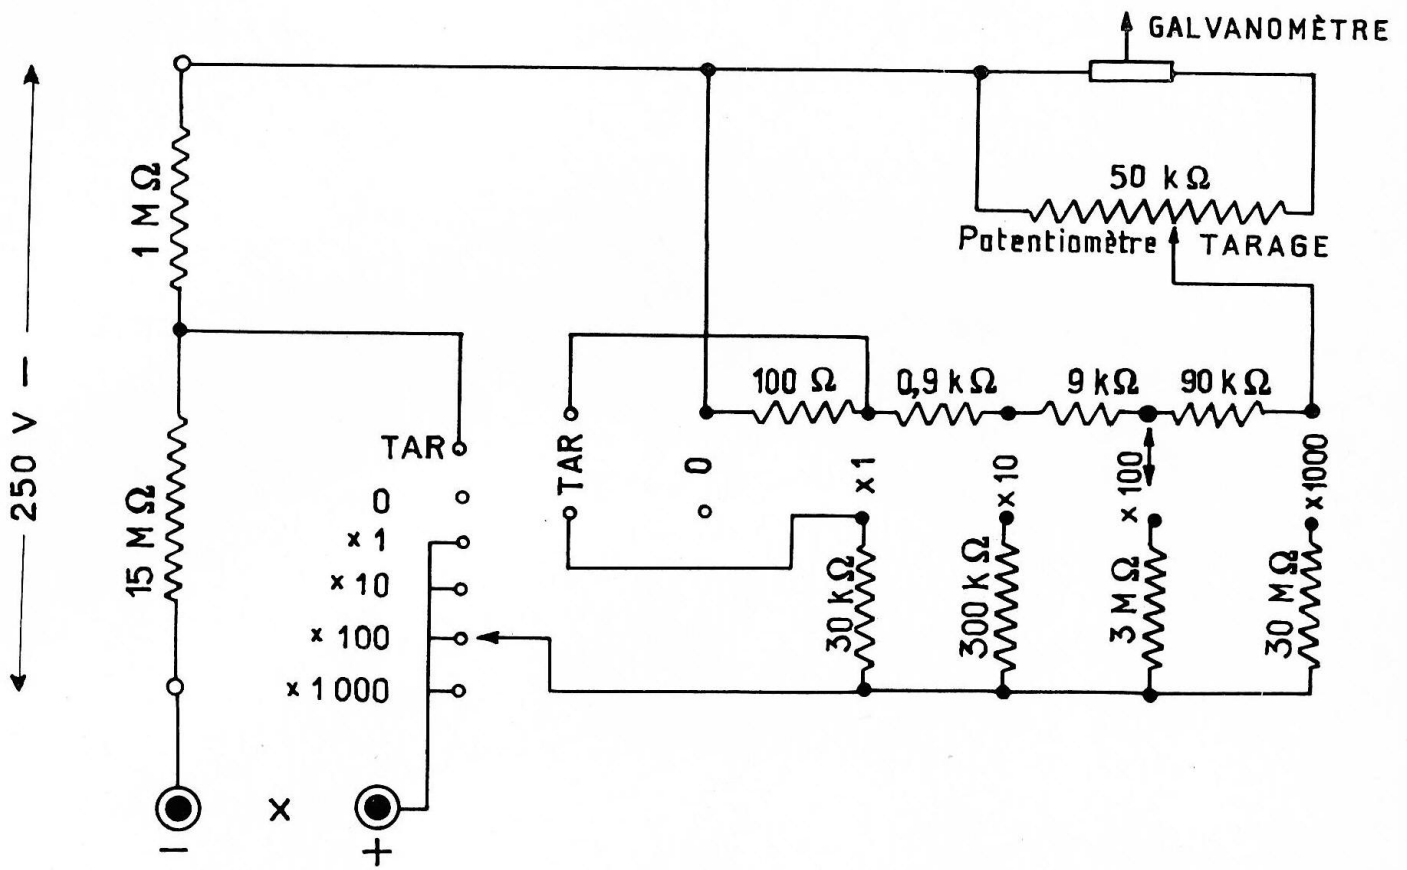 GALVANOMÈTRE
50 kΩ
Potentiomètre TARAGE
1 MΩ
250 V
15 MΩ
100 Ω
0,9 kΩ
9 kΩ
90 kΩ
TAR
0
x 1
x 10
x 100
x 1000
TAR
0
x 1
x 10
x 100
x 1000
30 kΩ
300 kΩ
3 MΩ
30 MΩ
X
− +